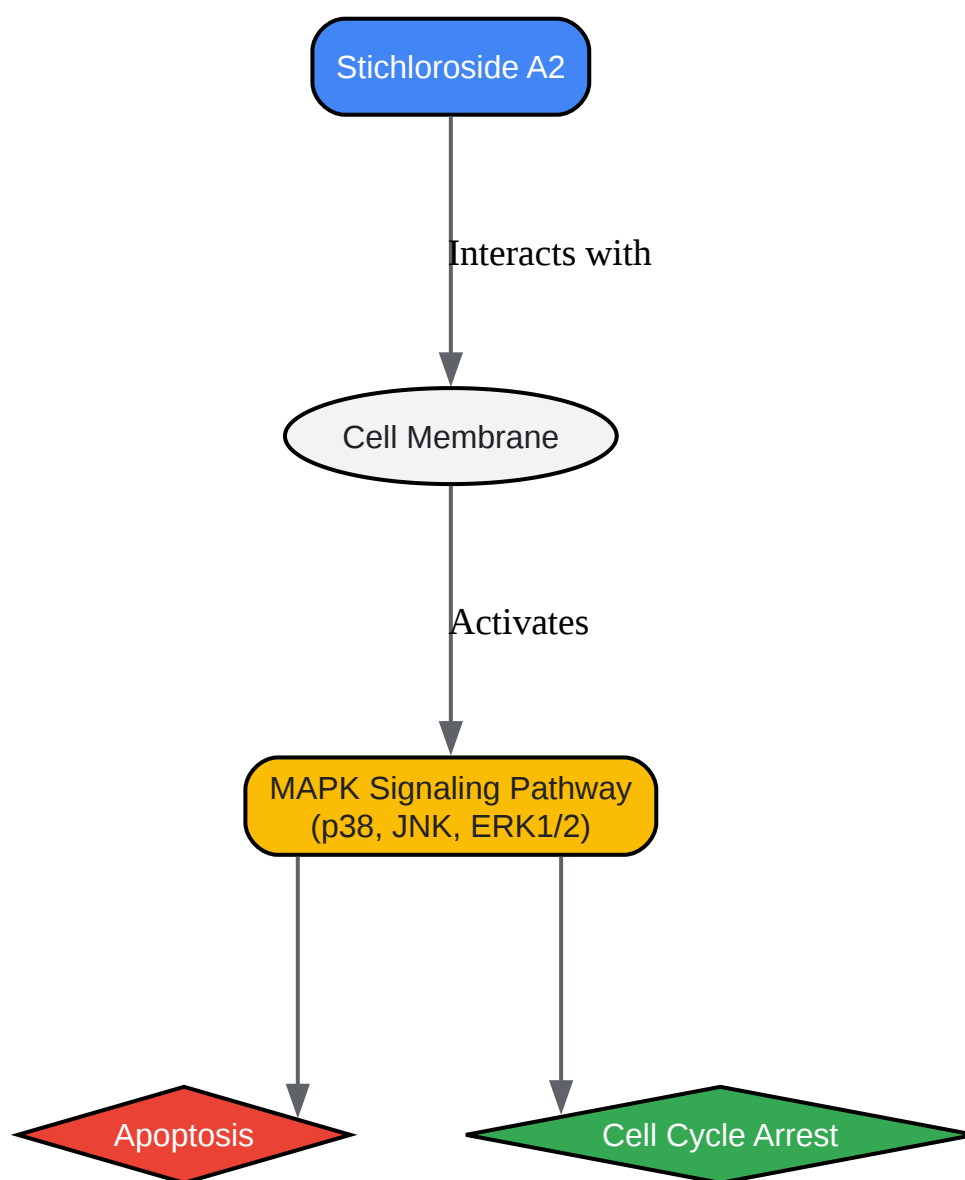 Stichloroside A2
Interacts with
Cell Membrane
Activates
MAPK Signaling Pathway
(p38, JNK, ERK1/2)
Apoptosis
Cell Cycle Arrest